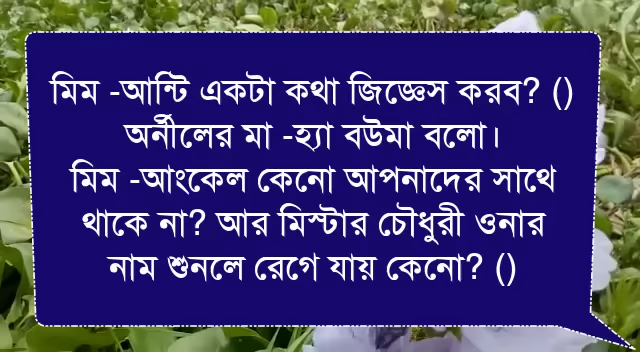 মিম -আন্টি একটা কথা জিজ্ঞেস করব? ()
অর্নীলের মা -হ্যা বউমা বলো।
মিম -আংকেল কেনো আপনাদের সাথে
থাকে না? আর মিস্টার চৌধুরী ওনার
নাম শুনলে রেগে যায় কেনো? ()